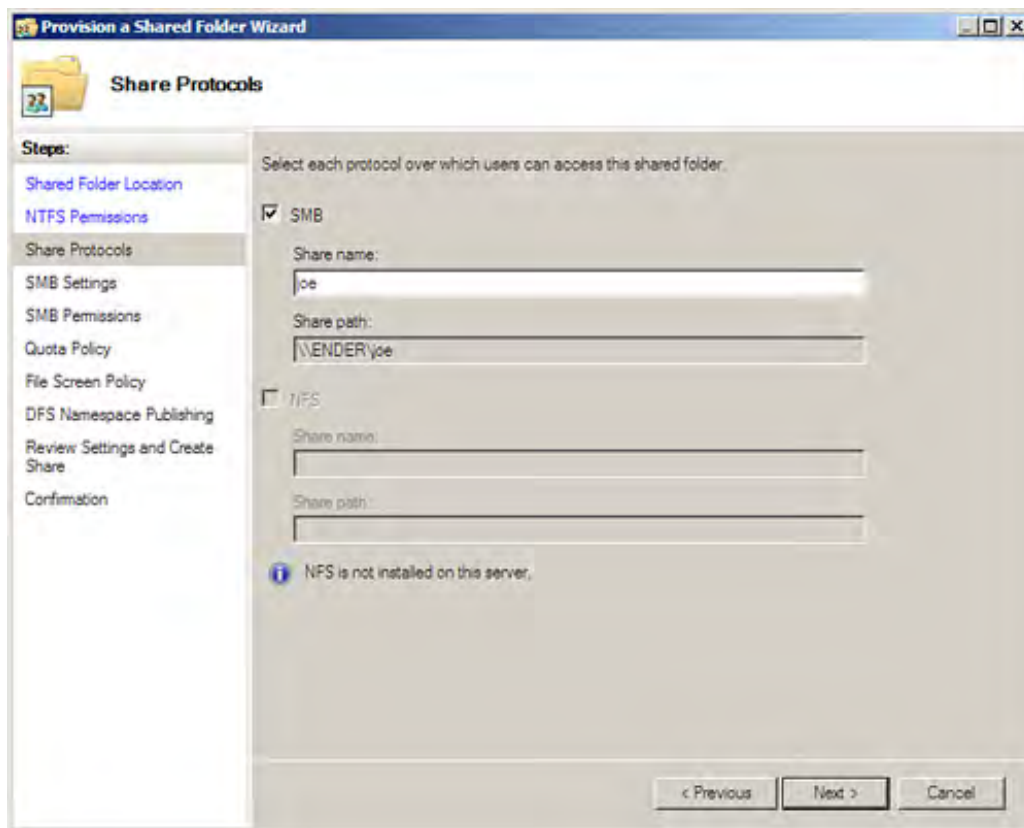 Provision a Shared Folder Wizard
Share Protocols
Steps:
Shared Folder Location
NTFS Permissions
Share Protocols
SMB Settings
SMB Permissions
Quota Policy
File Screen Policy
DFS Namespace Publishing
Review Settings and Create
Share
Confirmation
Select each protocol over which users can access this shared folder.
SMB
Share name:
joe
Share path:
\\ENDER\joe
NFS
Share name:
Share path:
NFS is not installed on this server.
< Previous
Next >
Cancel